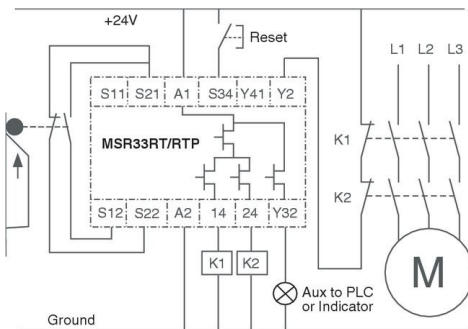 +24V
Reset
L1 L2 L3
S11 S21 A1 S34 Y41 Y2
MSR33RT/RTP
K1
K2
S12 S22 A2 14 24 Y32
K1 K2
M
Aux to PLC
or Indicator
Ground